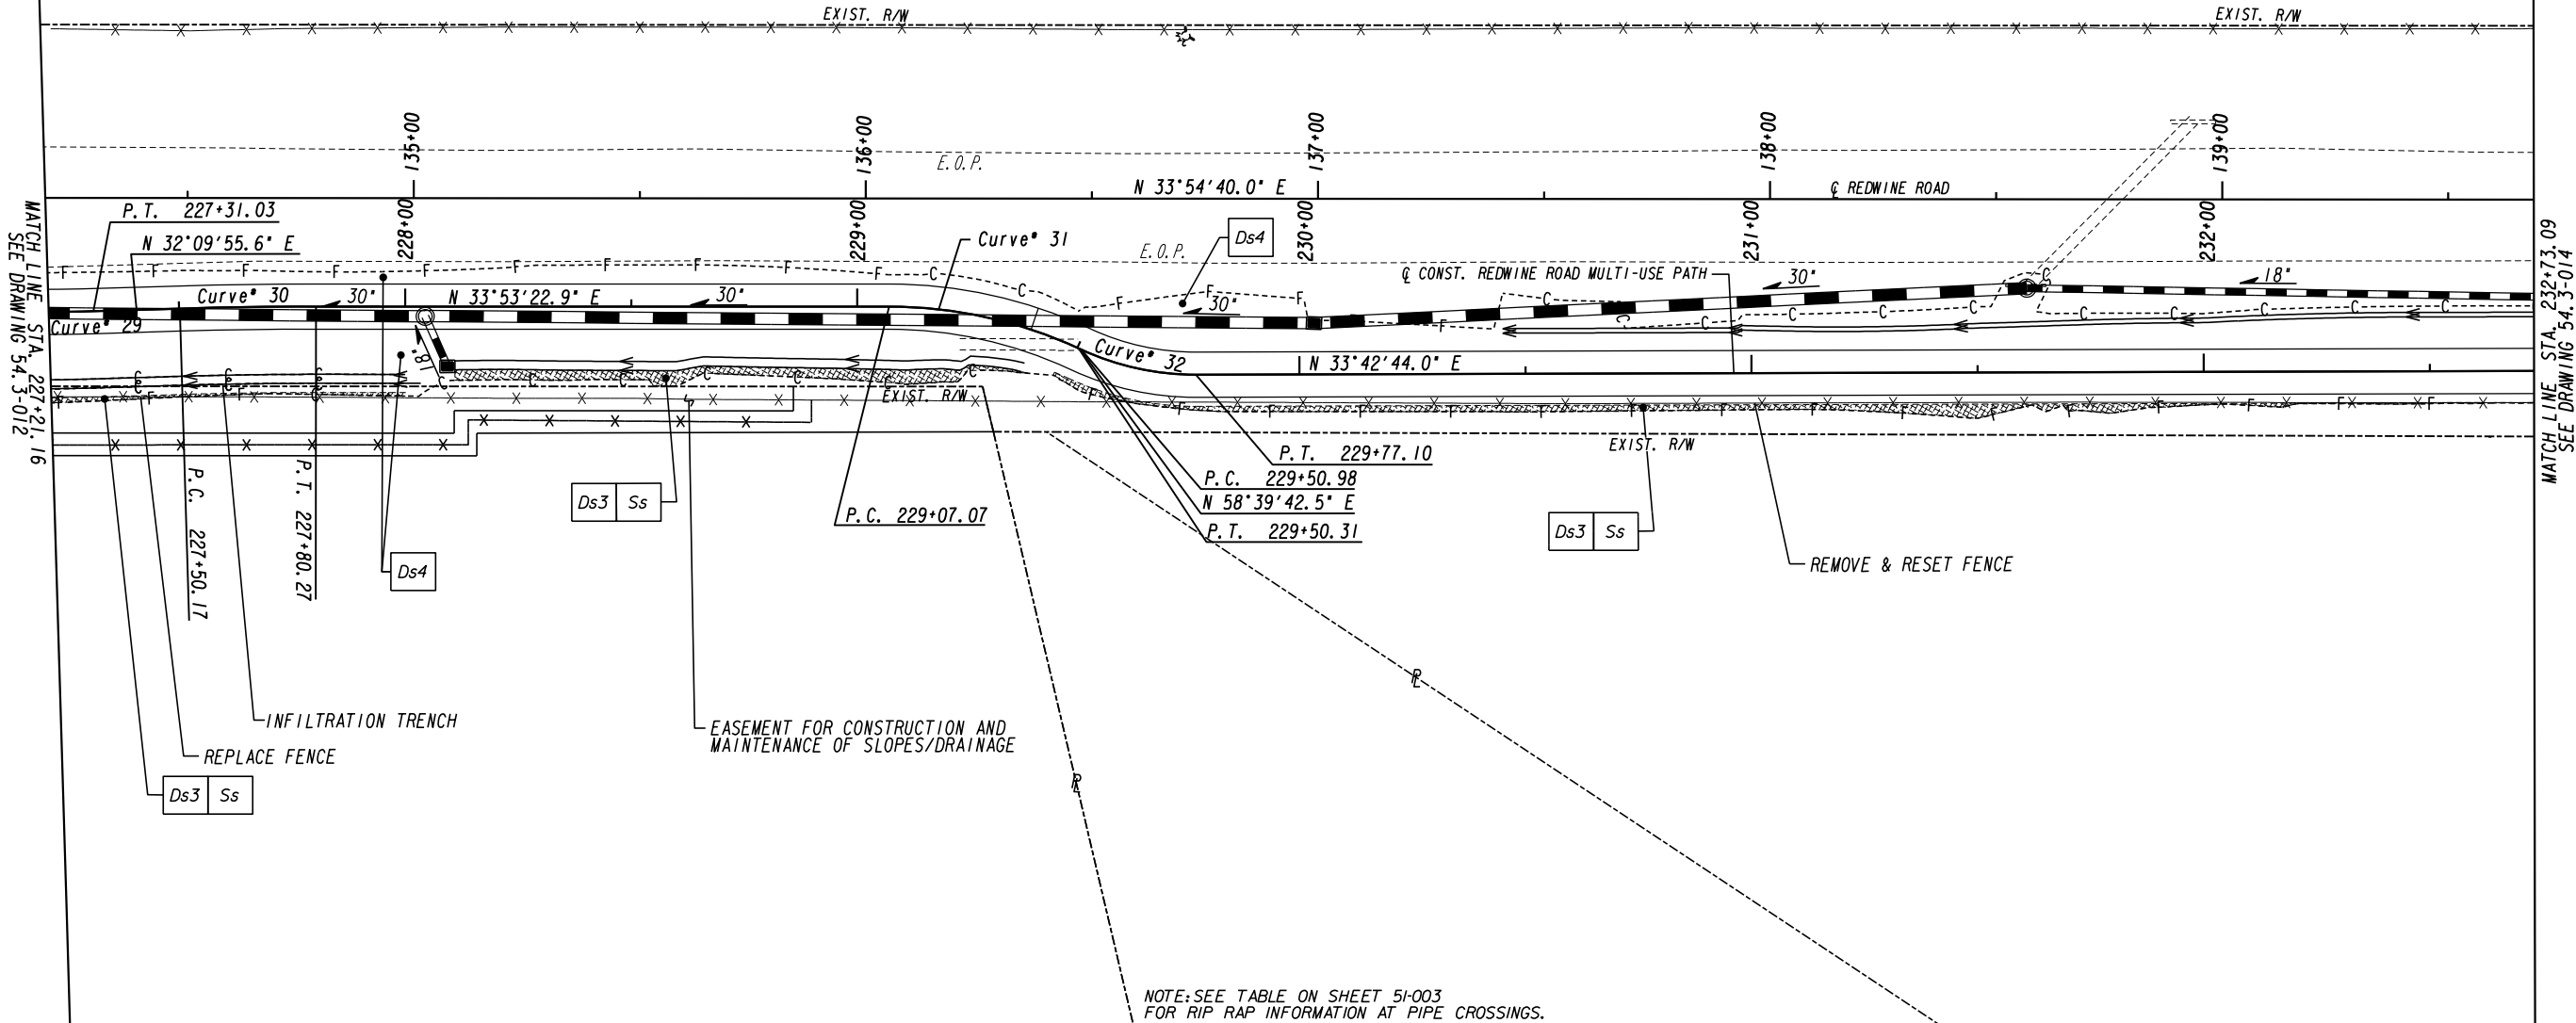 EXIST. R/W
EXIST. R/W
135+00
136+00
137+00
138+00
139+00
E.O.P.
N 33°54'40.0" E
℄ REDWINE ROAD
P.T. 227+31.03
N 32°09'55.6" E
228+00
229+00
230+00
231+00
232+00
Curve# 31
E.O.P.
Ds4
℄ CONST. REDWINE ROAD MULTI-USE PATH
30"
18"
Curve# 30
30"
N 33°53'22.9" E
30"
30"
Curve# 29
18"
Curve# 32
N 33°42'44.0" E
EXIST. R/W
EXIST. R/W
MATCH LINE STA. 227+21.16
SEE DRAWING 54.3-012
MATCH LINE STA. 232+73.09
SEE DRAWING 54.3-014
P.C. 227+50.17
P.T. 227+80.27
P.T. 229+77.10
P.C. 229+50.98
N 58°39'42.5" E
P.T. 229+50.31
P.C. 229+07.07
Ds3 Ss
Ds3 Ss
Ds4
REMOVE & RESET FENCE
INFILTRATION TRENCH
REPLACE FENCE
EASEMENT FOR CONSTRUCTION AND
MAINTENANCE OF SLOPES/DRAINAGE
Ds3 Ss
NOTE: SEE TABLE ON SHEET 51-003
FOR RIP RAP INFORMATION AT PIPE CROSSINGS.